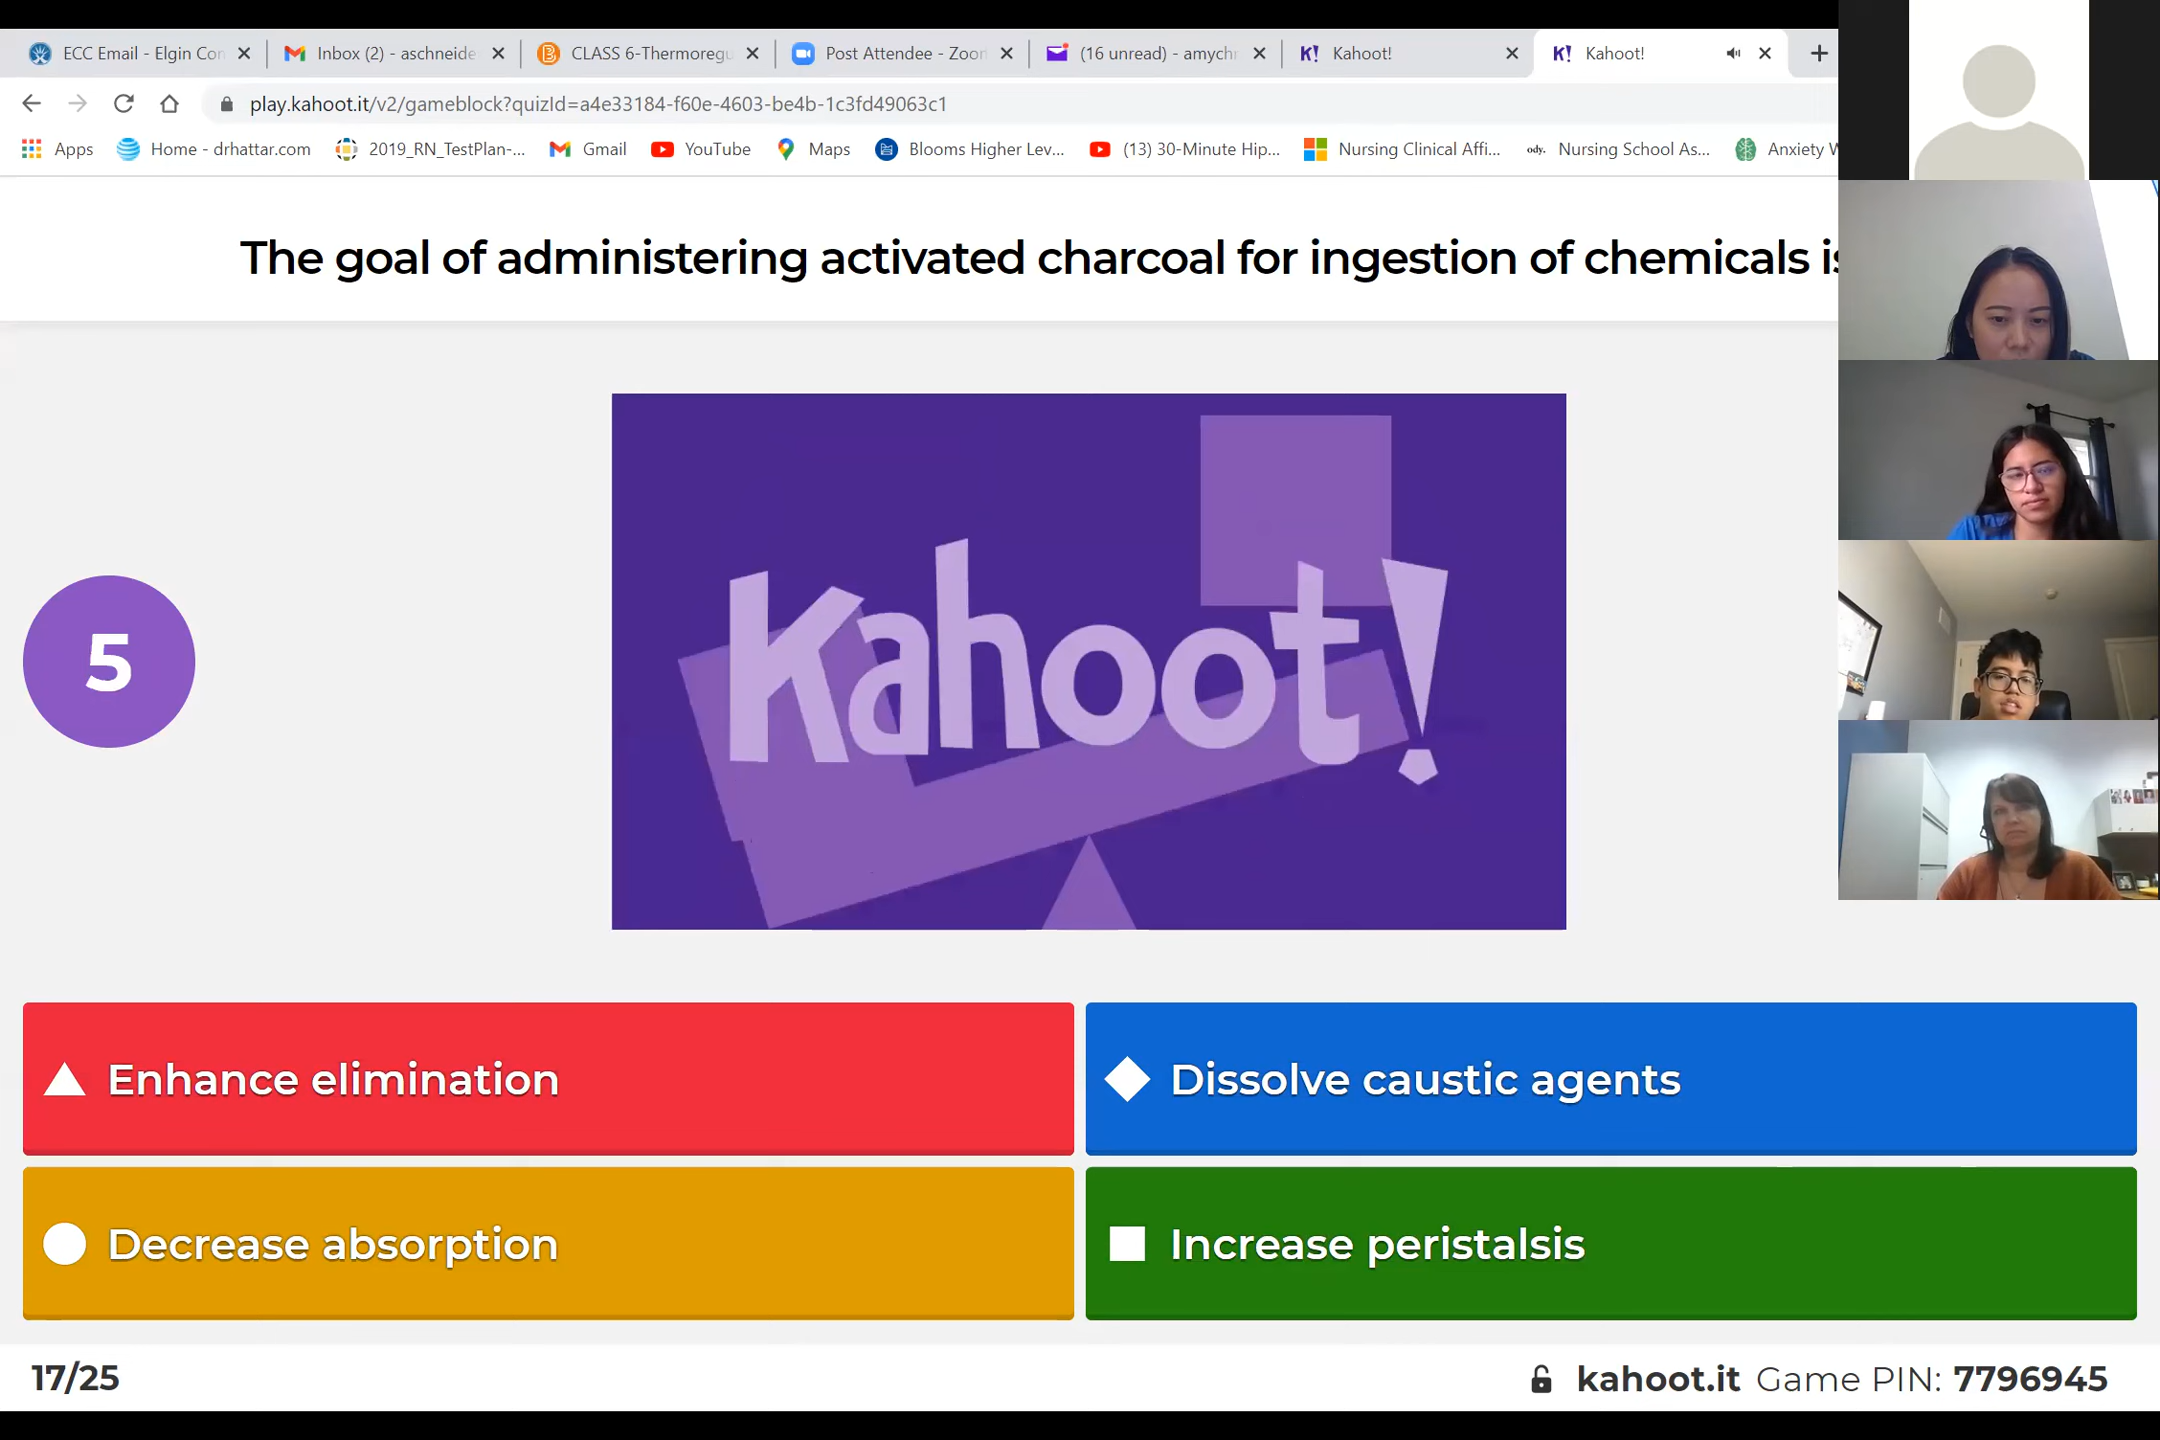 ECC Email - Elgin Con
Inbox (2) - aschneide
CLASS 6-Thermoregu
Post Attendee - Zoom
(16 unread) - amychr
K! Kahoot!
K! Kahoot!
play.kahoot.it/v2/gameblock?quizId=a4e33184-f60e-4603-be4b-1c3fd49063c1
Apps
Home - drhattar.com
2019_RN_TestPlan-...
Gmail
YouTube
Maps
Blooms Higher Lev...
(13) 30-Minute Hip...
Nursing Clinical Affi...
ody. Nursing School As...
Anxiety W
The goal of administering activated charcoal for ingestion of chemicals is
5
Kahoot!
Enhance elimination
Dissolve caustic agents
Decrease absorption
Increase peristalsis
17/25
kahoot.it Game PIN: 7796945